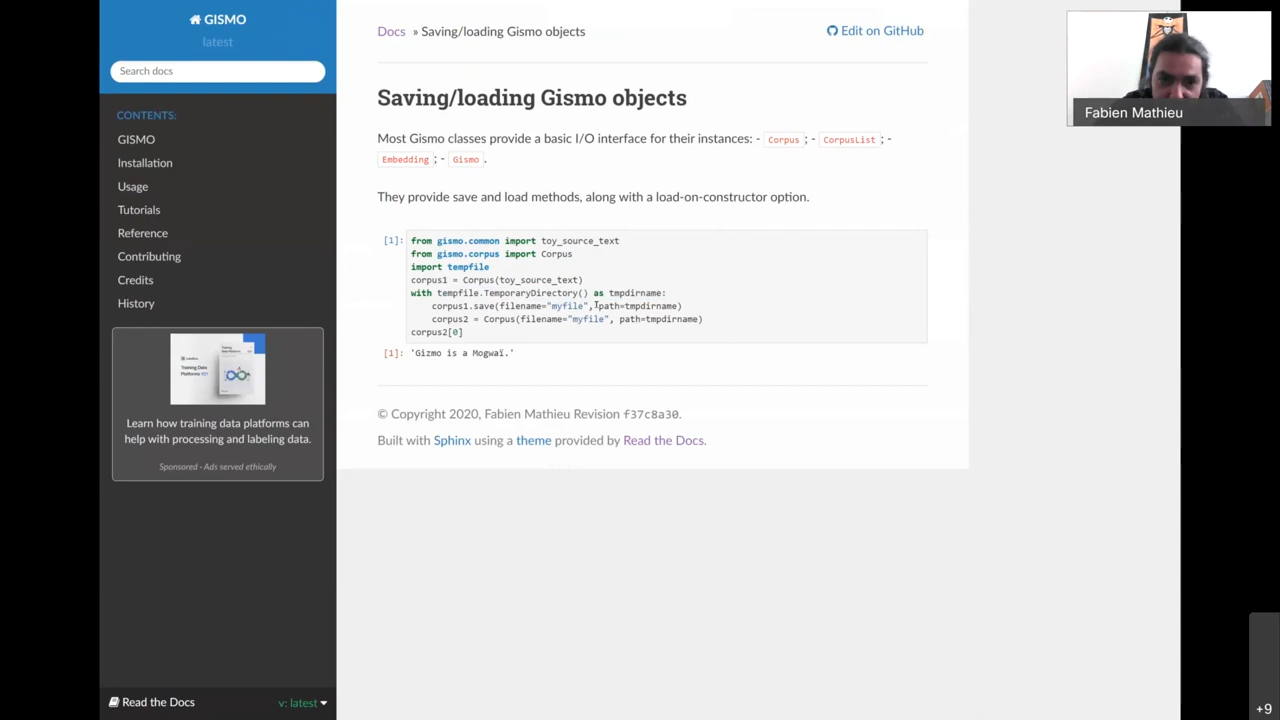 GISMO
latest
Search docs
CONTENTS:
GISMO
Installation
Usage
Tutorials
Reference
Contributing
Credits
History
Learn how training data platforms can
help with processing and labeling data.
Sponsored - Ads served ethically
Read the Docs
v: latest
Docs » Saving/loading Gismo objects
Edit on GitHub
Saving/loading Gismo objects
Most Gismo classes provide a basic I/O interface for their instances: - Corpus; - CorpusList; -
Embedding; - Gismo.
They provide save and load methods, along with a load-on-constructor option.
[1]: from gismo.common import toy_source_text
from gismo.corpus import Corpus
import tempfile
corpus1 = Corpus(toy_source_text)
with tempfile.TemporaryDirectory() as tmpdirname:
corpus1.save(filename="myfile", path=tmpdirname)
corpus2 = Corpus(filename="myfile", path=tmpdirname)
corpus2[0]
[1]: 'Gizmo is a Mogwaï.'
© Copyright 2020, Fabien Mathieu Revision f37c8a30.
Built with Sphinx using a theme provided by Read the Docs.
Fabien Mathieu
+9